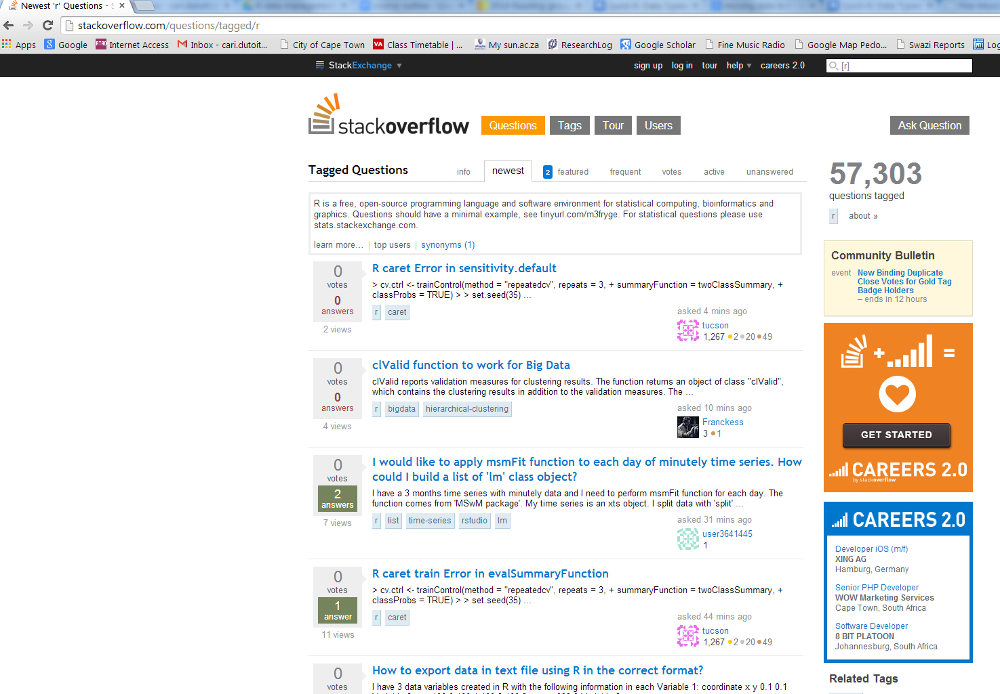 Newest 'r' Questions - S
stackoverflow.com/questions/tagged/r
Apps Google Internet Access Inbox - cari.dutoit... City of Cape Town Class Timetable | ... My sun.ac.za ResearchLog Google Scholar Fine Music Radio Google Map Pedo... Swazi Reports Log
StackExchange sign up log in tour help careers 2.0 [r]
stackoverflow Questions Tags Tour Users Ask Question
Tagged Questions info newest 2 featured frequent votes active unanswered
R is a free, open-source programming language and software environment for statistical computing, bioinformatics and
graphics. Questions should have a minimal example, see tinyurl.com/m3fryge. For statistical questions please use
stats.stackexchange.com.
learn more... | top users | synonyms (1)
0
votes
0
answers
2 views
R caret Error in sensitivity.default
> cv.ctrl <- trainControl(method = "repeatedcv", repeats = 3, + summaryFunction = twoClassSummary, +
classProbs = TRUE) > > set.seed(35) ...
r caret
asked 4 mins ago
tucson
1,267 2 20 49
0
votes
0
answers
4 views
clValid function to work for Big Data
clValid reports validation measures for clustering results. The function returns an object of class "clValid",
which contains the clustering results in addition to the validation measures. The ...
r bigdata hierarchical-clustering
asked 10 mins ago
Franckess
3 1
0
votes
2
answers
7 views
I would like to apply msmFit function to each day of minutely time series. How
could I build a list of 'lm' class object?
I have a 3 months time series with minutely data and I need to perform msmFit function for each day. The
function comes from 'MSwM package'. My time series is an xts object. I split data with 'split' ...
r list time-series rstudio lm
asked 31 mins ago
user3641445
1
0
votes
1
answer
11 views
R caret train Error in evalSummaryFunction
> cv.ctrl <- trainControl(method = "repeatedcv", repeats = 3, + summaryFunction = twoClassSummary, +
classProbs = TRUE) > > set.seed(35) ...
r caret
asked 44 mins ago
tucson
1,267 2 20 49
0
votes
How to export data in text file using R in the correct format?
I have 3 data variables created in R with the following information in each Variable 1: coordinate x y 0.1 0.1
57,303
questions tagged
r about »
Community Bulletin
event New Binding Duplicate
Close Votes for Gold Tag
Badge Holders
– ends in 12 hours
+ =
GET STARTED
CAREERS 2.0
by stackoverflow
CAREERS 2.0
Developer iOS (m/f)
XING AG
Hamburg, Germany
Senior PHP Developer
WOW Marketing Services
Cape Town, South Africa
Software Developer
8 BIT PLATOON
Johannesburg, South Africa
Related Tags